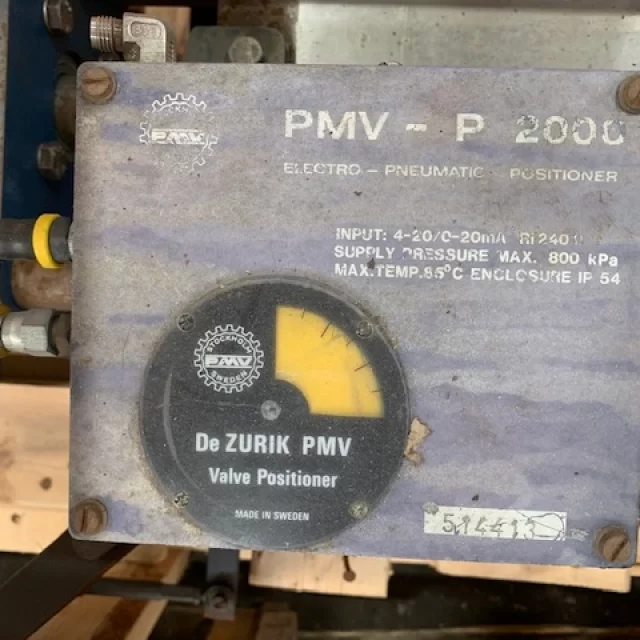 PMV
PMV - P 2000
ELECTRO - PNEUMATIC POSITIONER
INPUT: 4-20/0-20mA
SUPPLY PRESSURE MAX. 800 kPa
MAX.TEMP.85°C ENCLOSURE IP 54
STOCKHOLM
PMV
SWEDEN
De ZURIK PMV
Valve Positioner
MADE IN SWEDEN